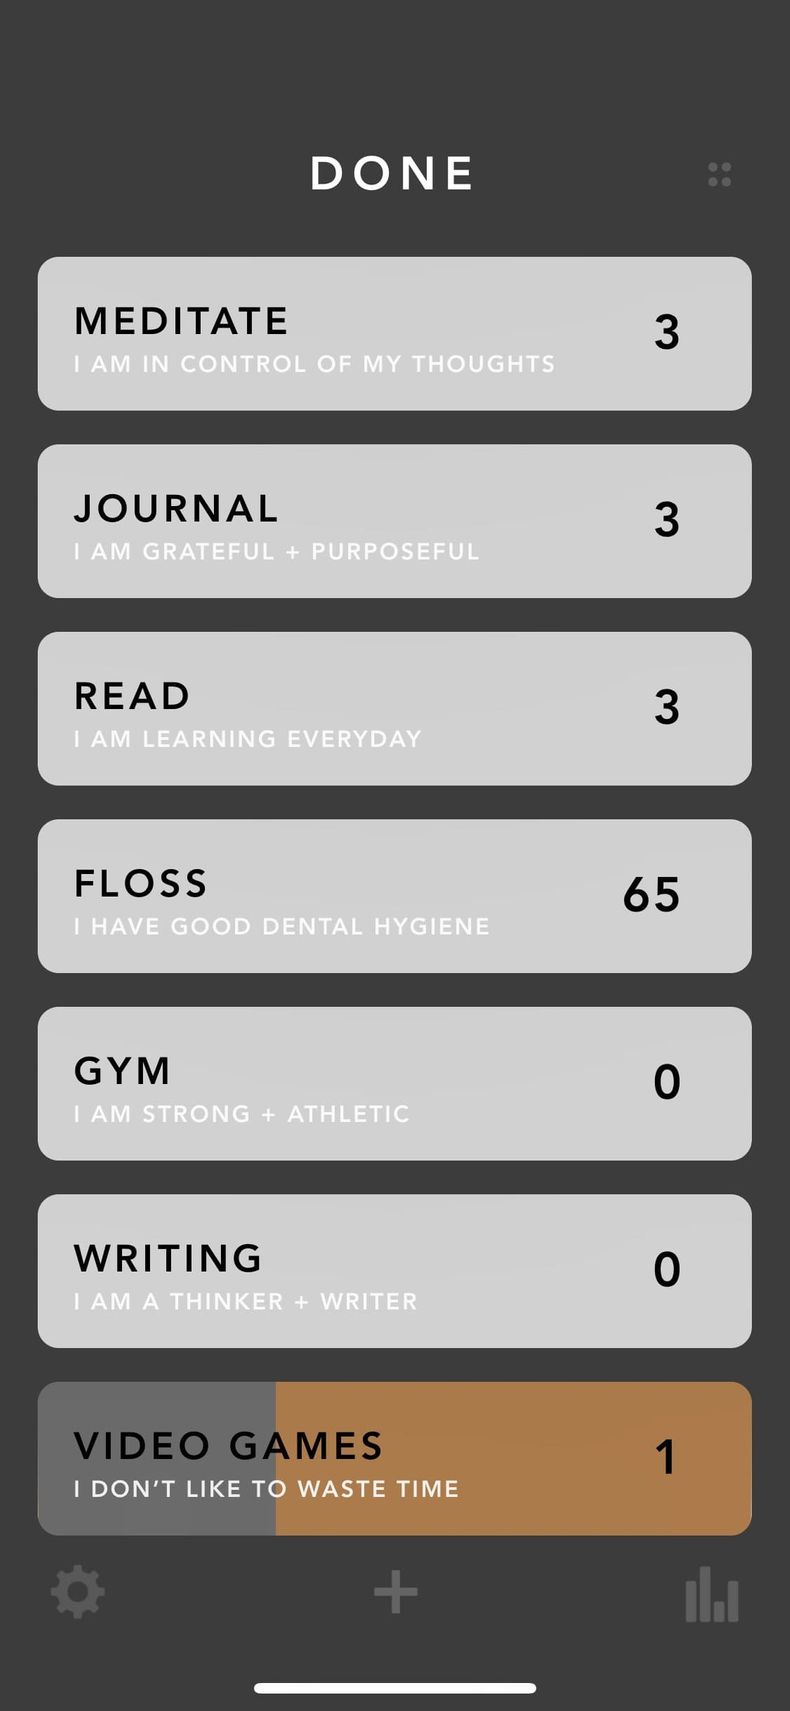 DONE
MEDITATE
3
I AM IN CONTROL OF MY THOUGHTS
JOURNAL
3
I AM GRATEFUL + PURPOSEFUL
READ
3
I AM LEARNING EVERYDAY
FLOSS
65
I HAVE GOOD DENTAL HYGIENE
GYM
0
I AM STRONG + ATHLETIC
WRITING
0
I AM A THINKER + WRITER
VIDEO GAMES
1
I DON’T LIKE TO WASTE TIME